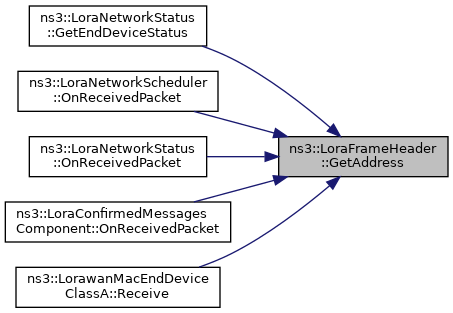 ns3::LoraNetworkStatus
::GetEndDeviceStatus
ns3::LoraNetworkScheduler
::OnReceivedPacket
ns3::LoraNetworkStatus
::OnReceivedPacket
ns3::LoraConfirmedMessages
Component::OnReceivedPacket
ns3::LorawanMacEndDevice
ClassA::Receive
ns3::LoraFrameHeader
::GetAddress